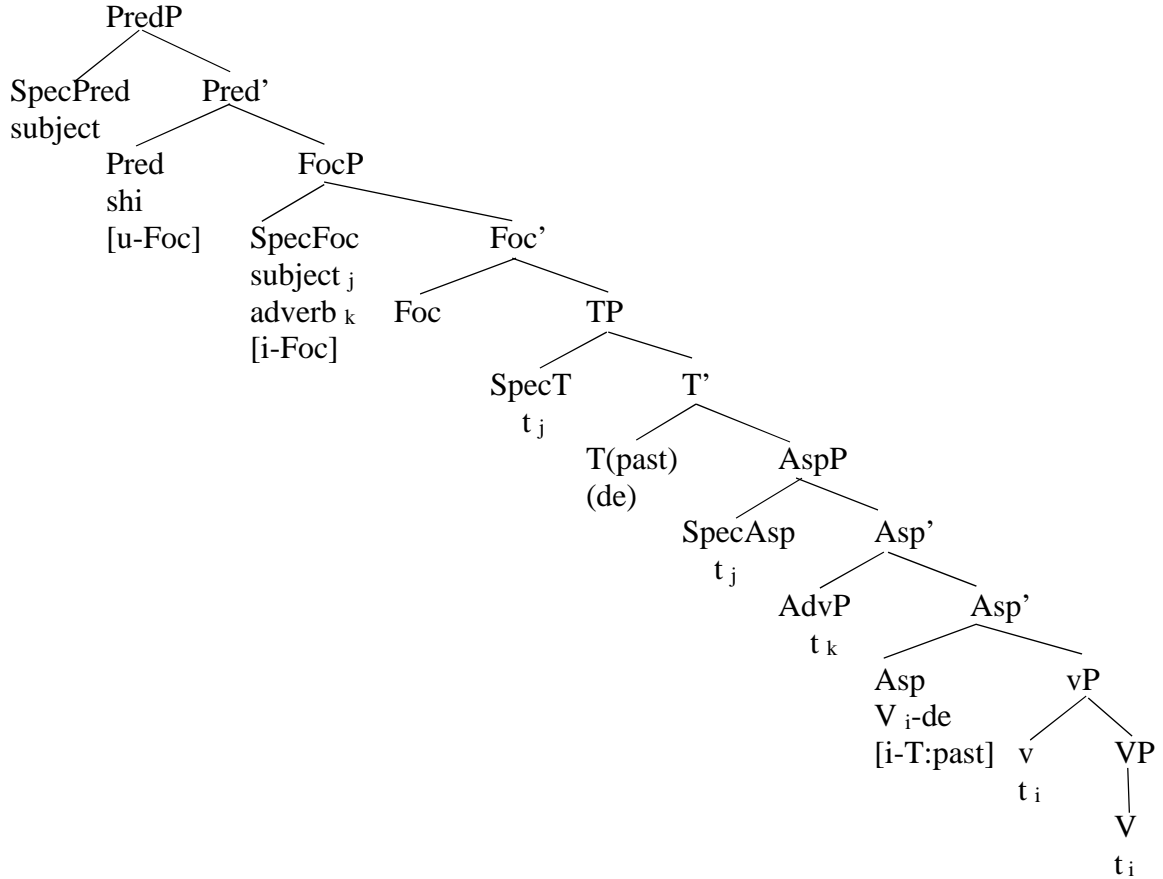 PredP
SpecPred Pred’
subject
Pred FocP
shi
[u-Foc] SpecFoc Foc’
subject j
adverb k Foc TP
[i-Foc]
SpecT T’
t j
T(past) AspP
(de)
SpecAsp Asp’
t j
AdvP Asp’
t k
Asp vP
V i-de
[i-T:past] v VP
t i
V
t i